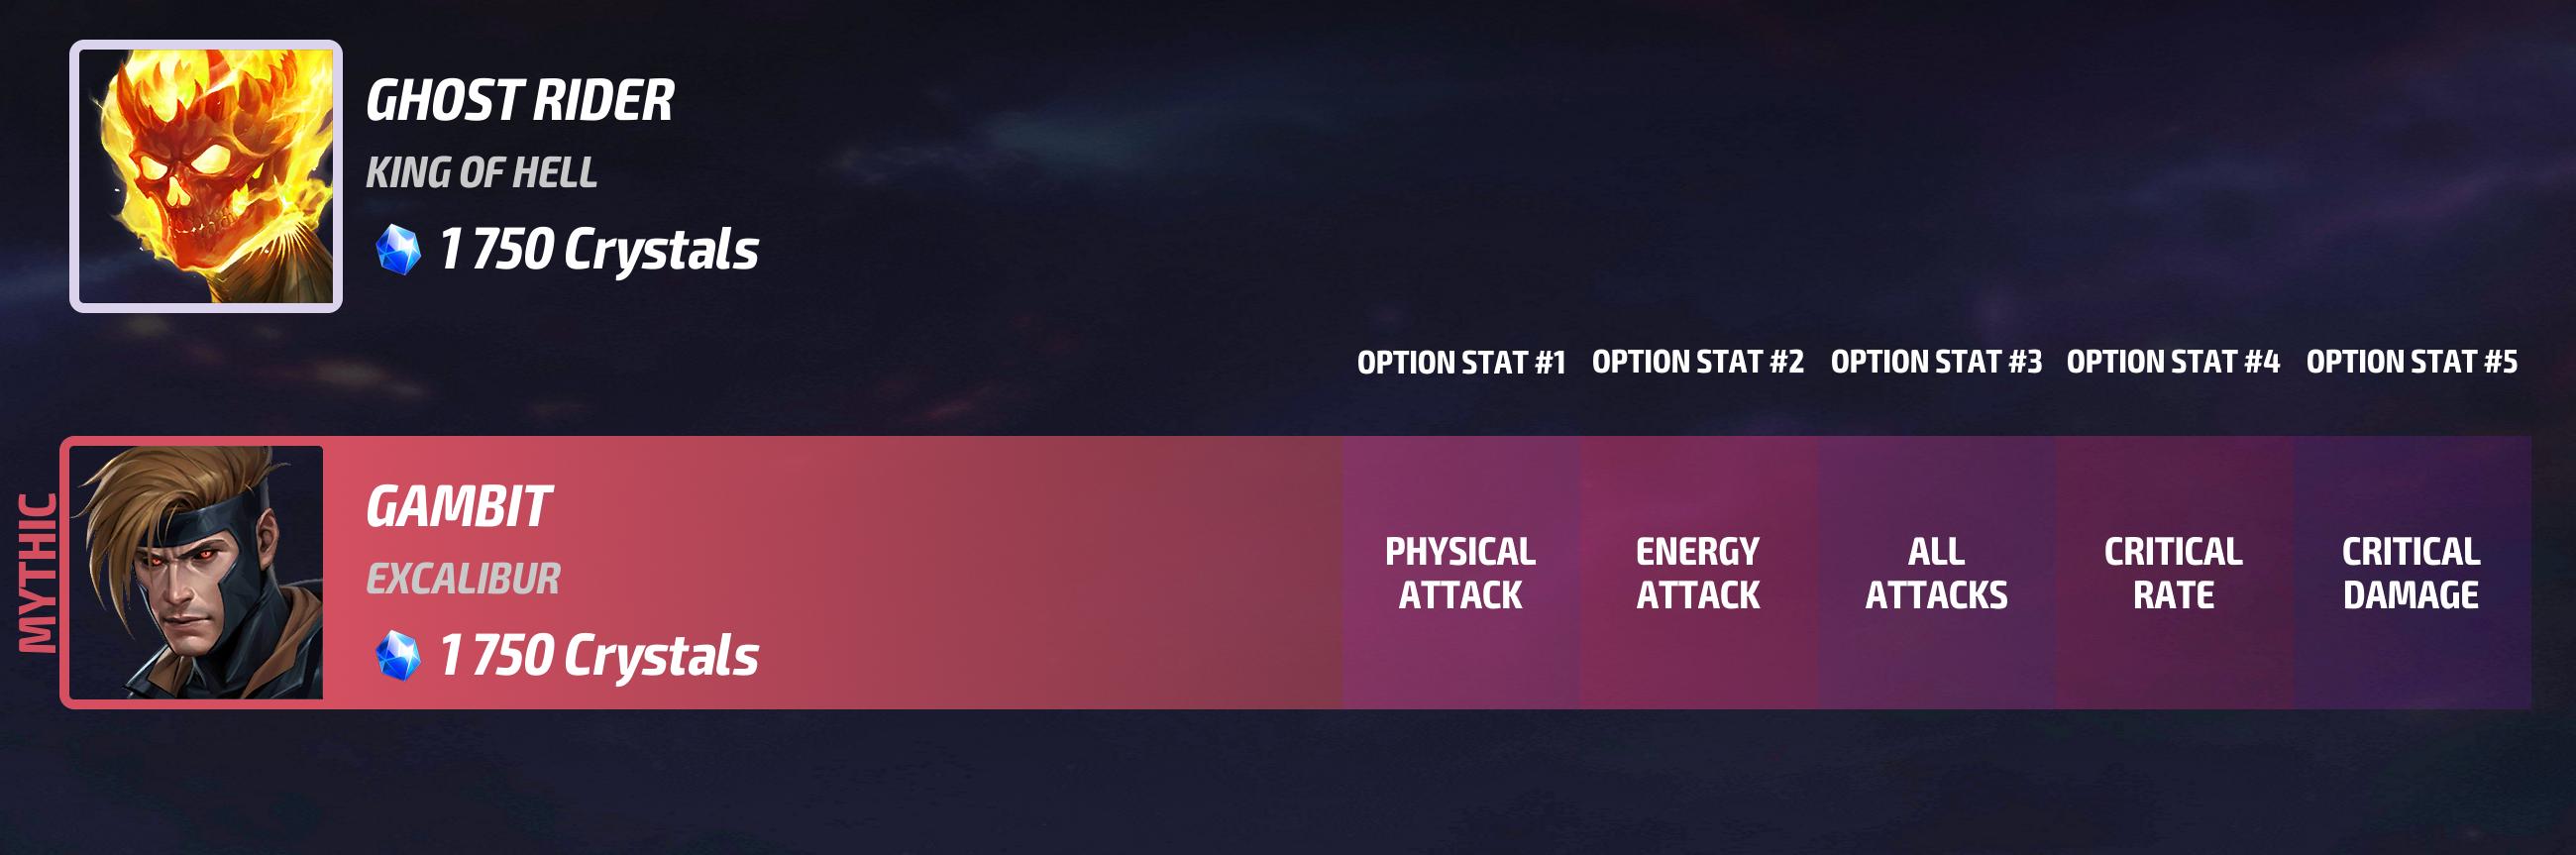 GHOST RIDER
KING OF HELL
1 750 Crystals
OPTION STAT #1 OPTION STAT #2 OPTION STAT #3 OPTION STAT #4 OPTION STAT #5
MYTHIC
GAMBIT
EXCALIBUR
1 750 Crystals
PHYSICAL
ATTACK
ENERGY
ATTACK
ALL
ATTACKS
CRITICAL
RATE
CRITICAL
DAMAGE